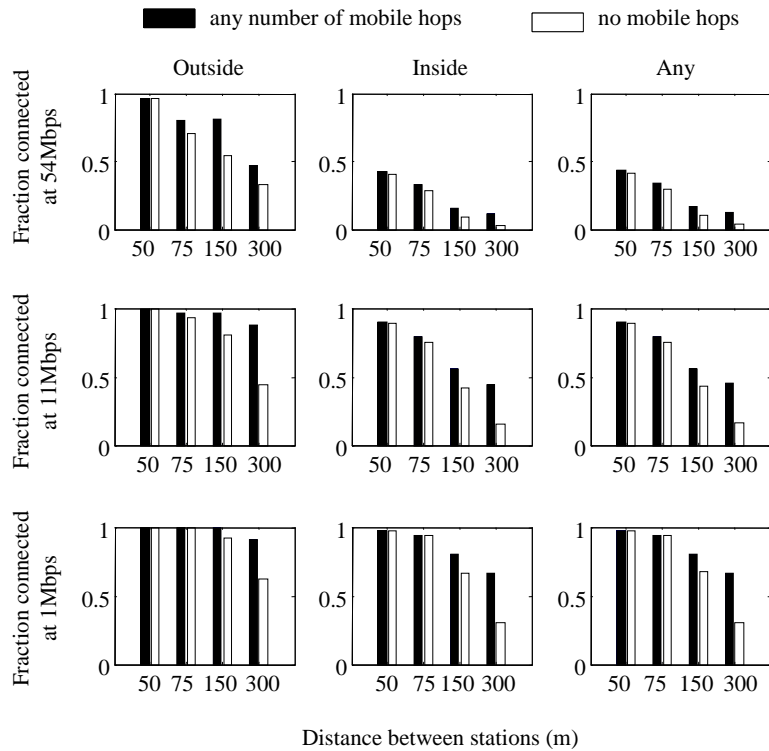 any number of mobile hops no mobile hops
Outside Inside Any
Fraction connected
at 54Mbps
1 1 1
0.5 0.5 0.5
0 0 0
50 75 150 300 50 75 150 300 50 75 150 300
Fraction connected
at 11Mbps
1 1 1
0.5 0.5 0.5
0 0 0
50 75 150 300 50 75 150 300 50 75 150 300
Fraction connected
at 1Mbps
1 1 1
0.5 0.5 0.5
0 0 0
50 75 150 300 50 75 150 300 50 75 150 300
Distance between stations (m)